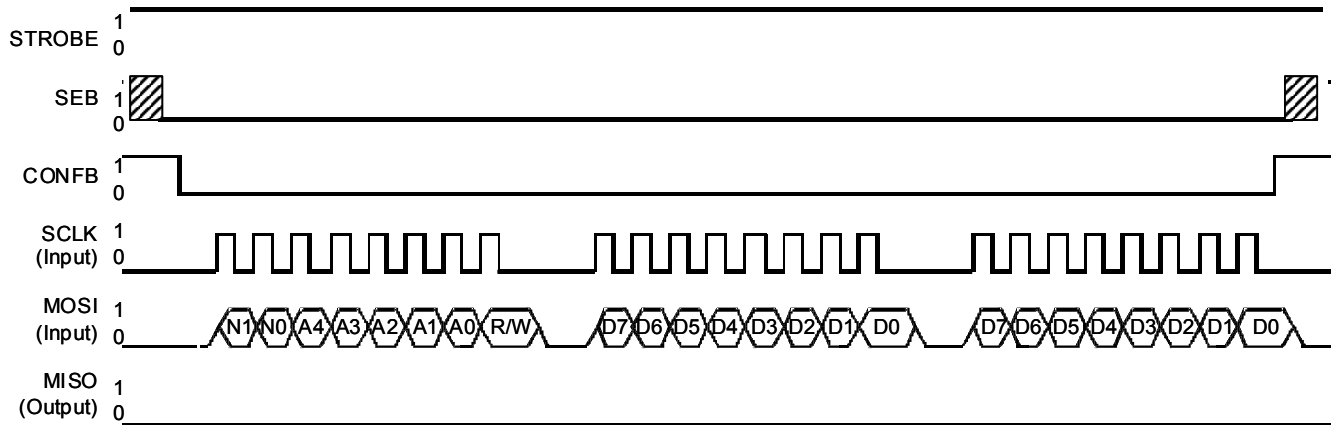 STROBE 1
0
SEB 1
0
CONFB 1
0
SCLK 1
(Input) 0
MOSI 1
(Input) 0
N1 N0 A4 A3 A2 A1 A0 R/W D7 D6 D5 D4 D3 D2 D1 D0 D7 D6 D5 D4 D3 D2 D1 D0
MISO 1
(Output) 0